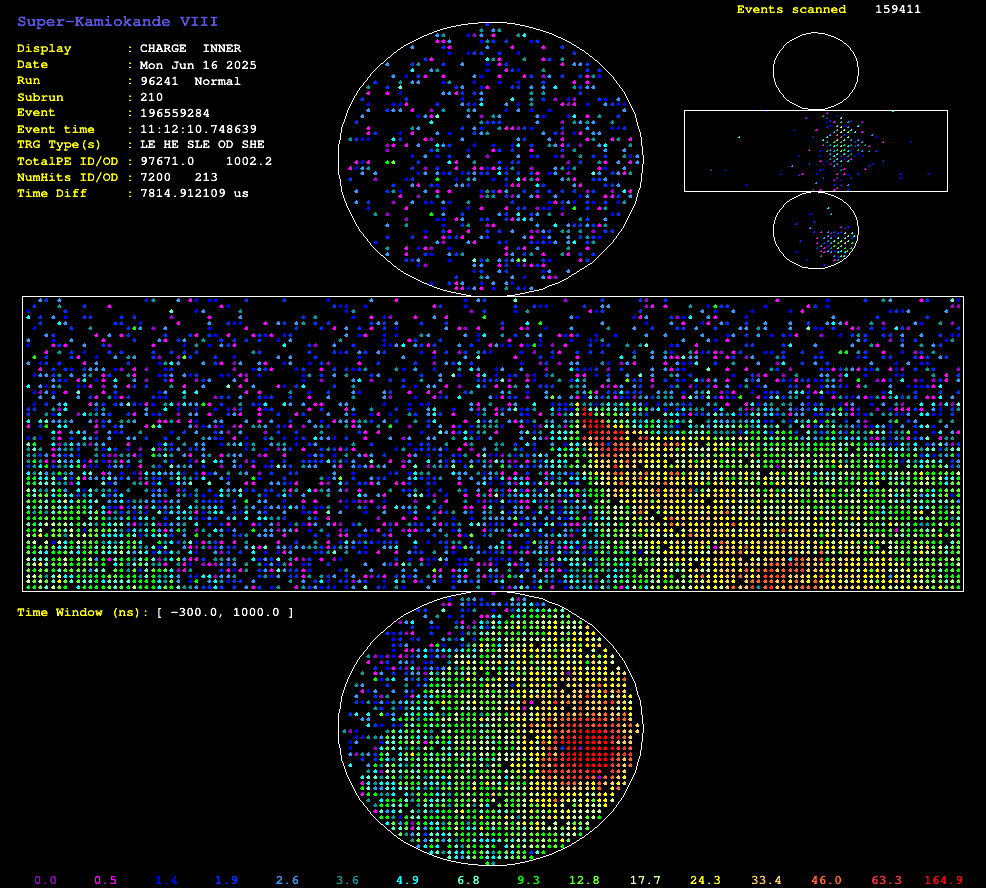 Super-Kamiokande VIII
Events scanned 159411
Display : CHARGE INNER
Date : Mon Jun 16 2025
Run : 96241 Normal
Subrun : 210
Event : 196559284
Event time : 11:12:10.748639
TRG Type(s) : LE HE SLE OD SHE
TotalPE ID/OD : 97671.0 1002.2
NumHits ID/OD : 7200 213
Time Diff : 7814.912109 us
Time Window (ns): [ -300.0, 1000.0 ]
0.0 0.5 1.4 1.9 2.6 3.6 4.9 6.8 9.3 12.8 17.7 24.3 33.4 46.0 63.3 164.9